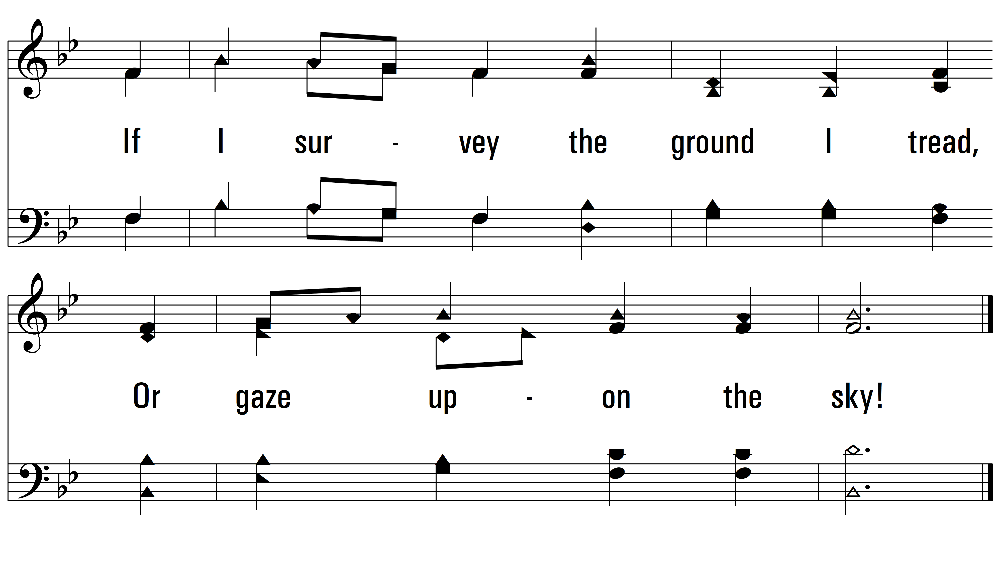 If I sur - vey the ground I tread,
Or gaze up - on the sky!